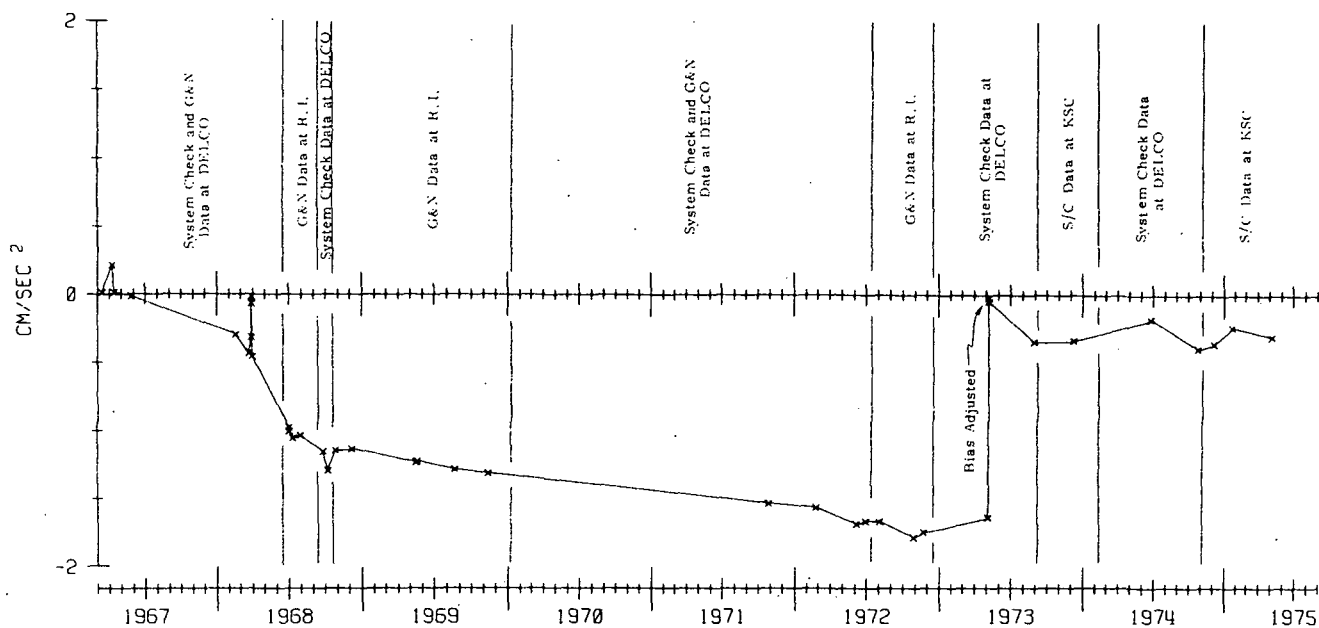 2
0
-2
CM/SEC 2
System Check and G&N
Data at DELCO
G&N Data at R.I.
System Check Data at DELCO
G&N Data at R.I.
System Check and G&N
Data at DELCO
G&N Data at R.I.
System Check Data at
DELCO
S/C Data at KSC
System Check Data
at DELCO
S/C Data at KSC
Bias Adjusted
1967
1968
1969
1970
1971
1972
1973
1974
1975